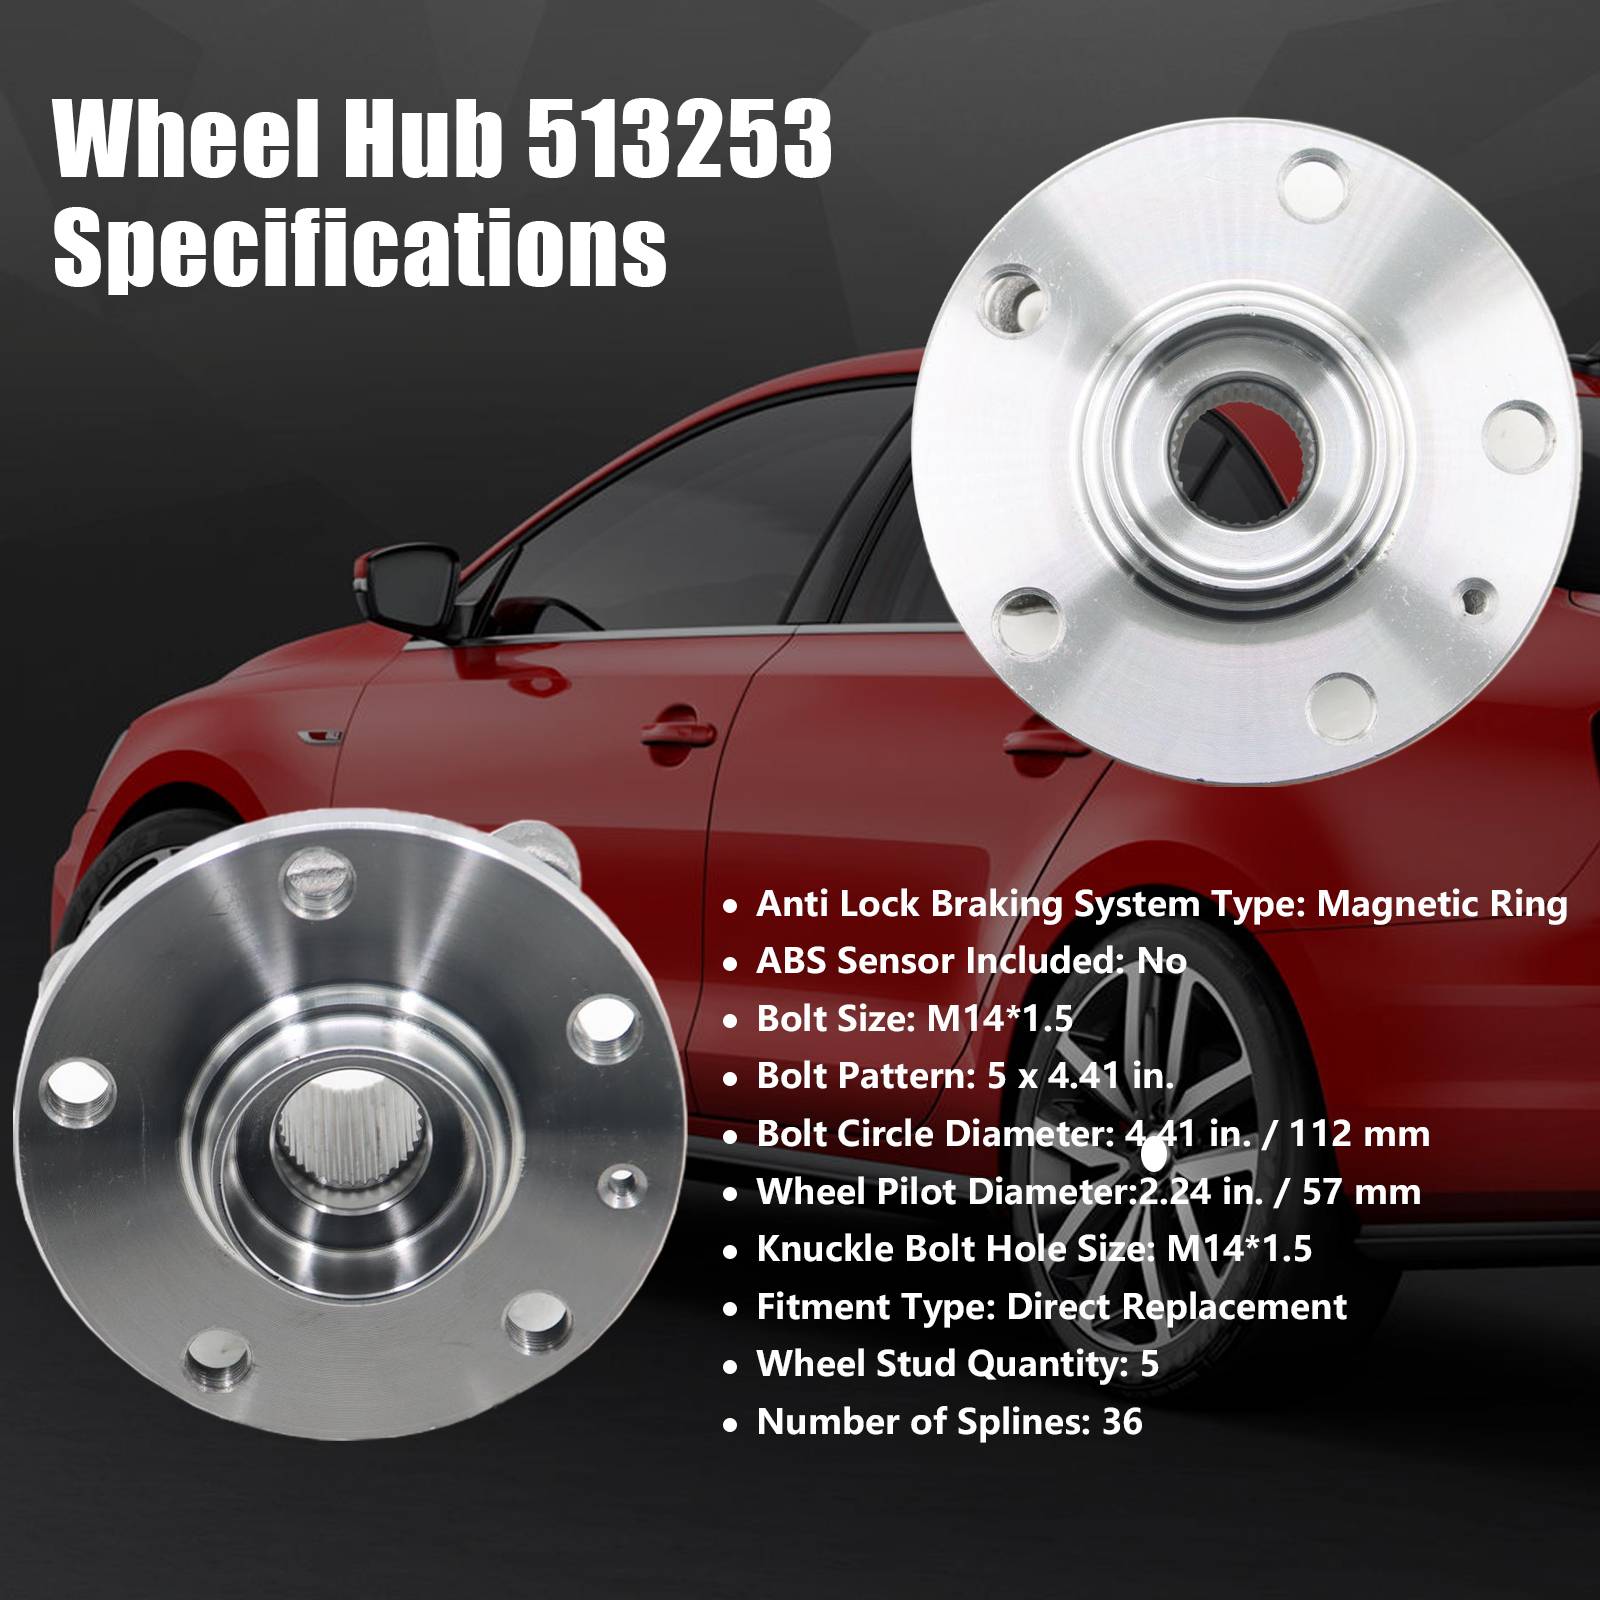 Wheel Hub 513253
Specifications
• Anti Lock Braking System Type: Magnetic Ring
• ABS Sensor Included: No
• Bolt Size: M14*1.5
• Bolt Pattern: 5 x 4.41 in.
• Bolt Circle Diameter: 4.41 in. / 112 mm
• Wheel Pilot Diameter:2.24 in. / 57 mm
• Knuckle Bolt Hole Size: M14*1.5
• Fitment Type: Direct Replacement
• Wheel Stud Quantity: 5
• Number of Splines: 36